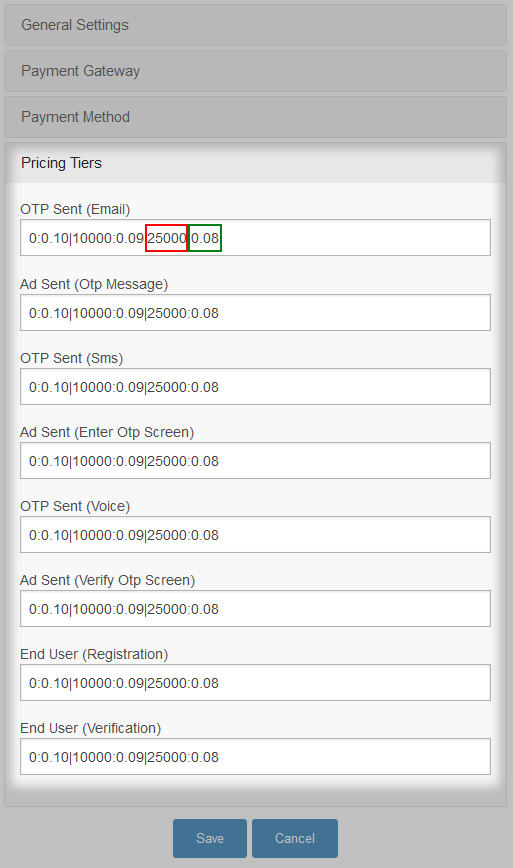 General Settings
Payment Gateway
Payment Method
Pricing Tiers
OTP Sent (Email)
0:0.10|10000:0.09|25000:0.08
Ad Sent (Otp Message)
0:0.10|10000:0.09|25000:0.08
OTP Sent (Sms)
0:0.10|10000:0.09|25000:0.08
Ad Sent (Enter Otp Screen)
0:0.10|10000:0.09|25000:0.08
OTP Sent (Voice)
0:0.10|10000:0.09|25000:0.08
Ad Sent (Verify Otp Screen)
0:0.10|10000:0.09|25000:0.08
End User (Registration)
0:0.10|10000:0.09|25000:0.08
End User (Verification)
0:0.10|10000:0.09|25000:0.08
Save Cancel